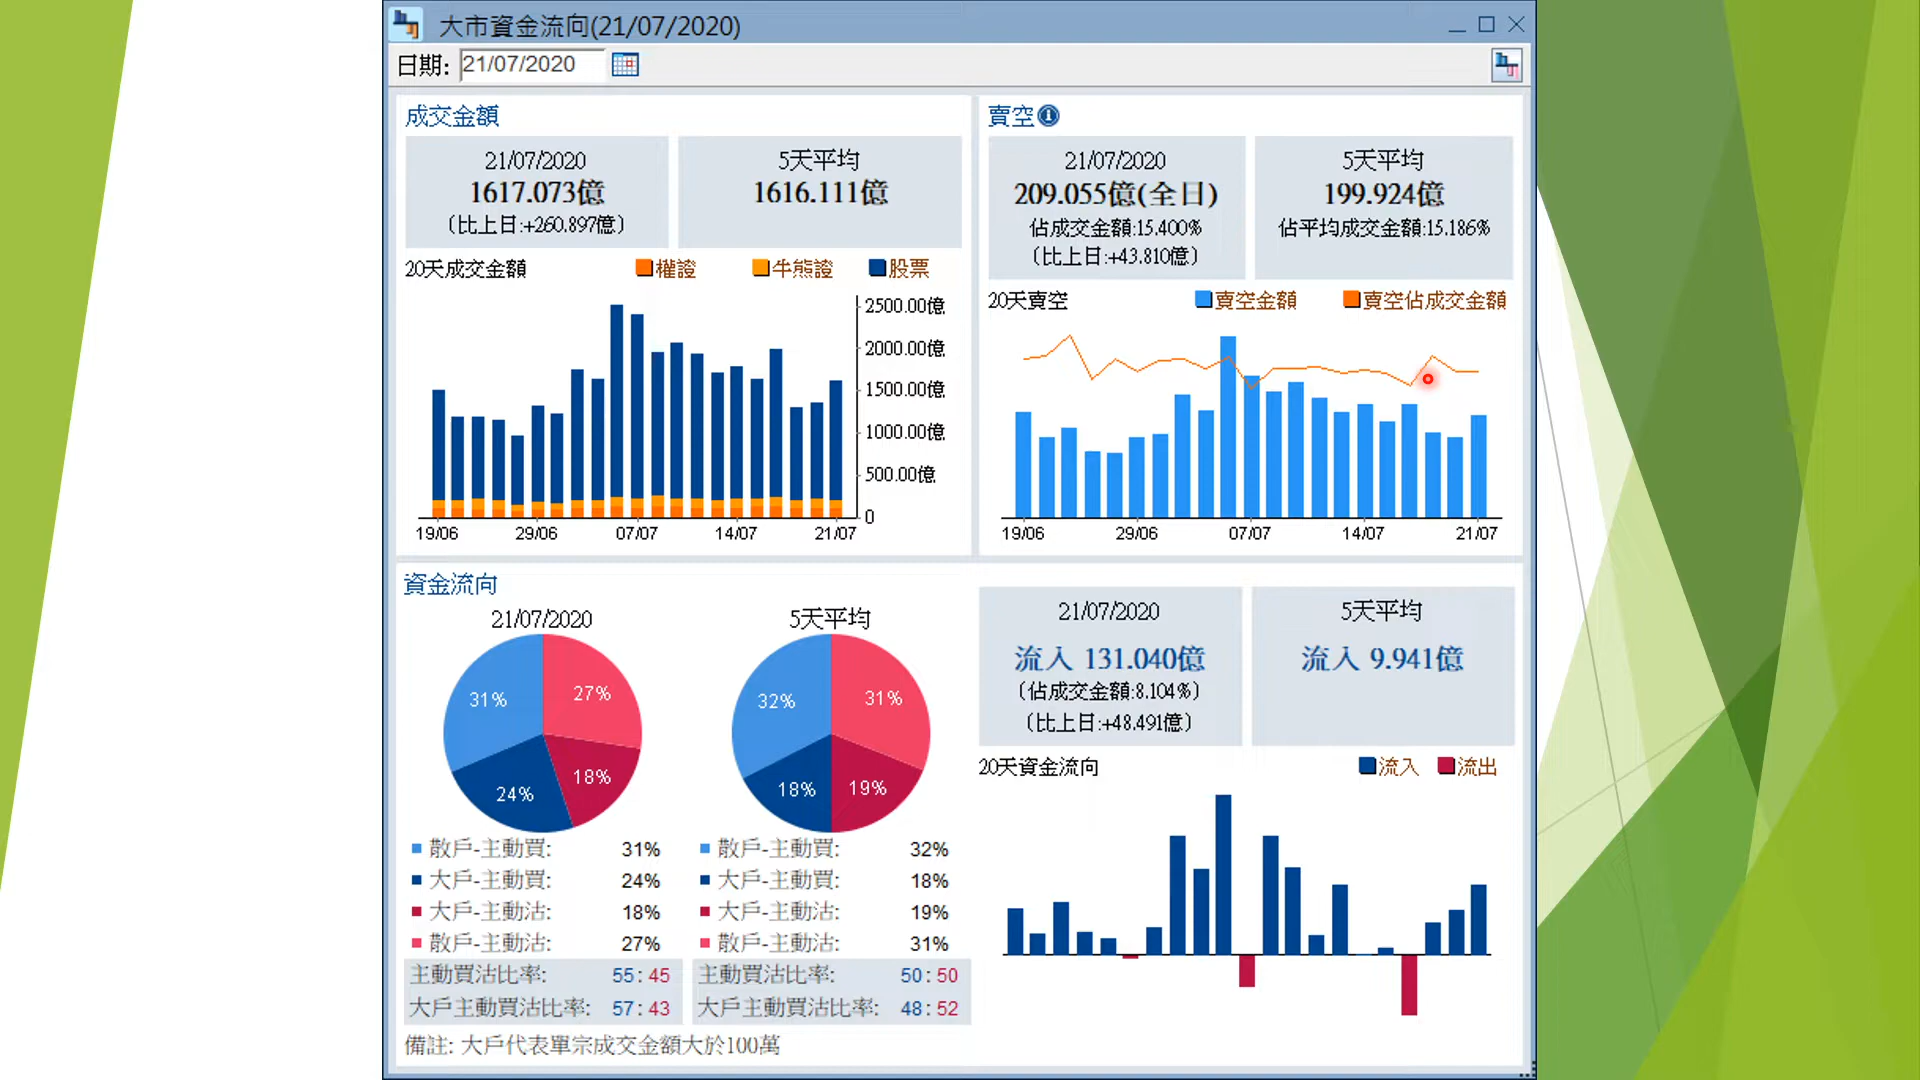 大市資金流向(21/07/2020)
日期: 21/07/2020
成交金額
21/07/2020
1617.073億
(比上日:+260.897億)
5天平均
1616.111億
20天成交金額 權證 牛熊證 股票
2500.00億
2000.00億
1500.00億
1000.00億
500.00億
0
19/06 29/06 07/07 14/07 21/07
賣空
21/07/2020
209.055億(全日)
佔成交金額:15.400%
(比上日:+43.810億)
5天平均
199.924億
佔平均成交金額:15.186%
20天賣空 賣空金額 賣空佔成交金額
19/06 29/06 07/07 14/07 21/07
資金流向
21/07/2020
31% 27%
24% 18%
散戶-主動買: 31%
大戶-主動買: 24%
大戶-主動沽: 18%
散戶-主動沽: 27%
主動買沽比率: 55:45
大戶主動買沽比率: 57:43
5天平均
32% 31%
18% 19%
散戶-主動買: 32%
大戶-主動買: 18%
大戶-主動沽: 19%
散戶-主動沽: 31%
主動買沽比率: 50:50
大戶主動買沽比率: 48:52
備註: 大戶代表單宗成交金額大於100萬
21/07/2020
流入 131.040億
(佔成交金額:8.104%)
(比上日:+48.491億)
5天平均
流入 9.941億
20天資金流向 流入 流出